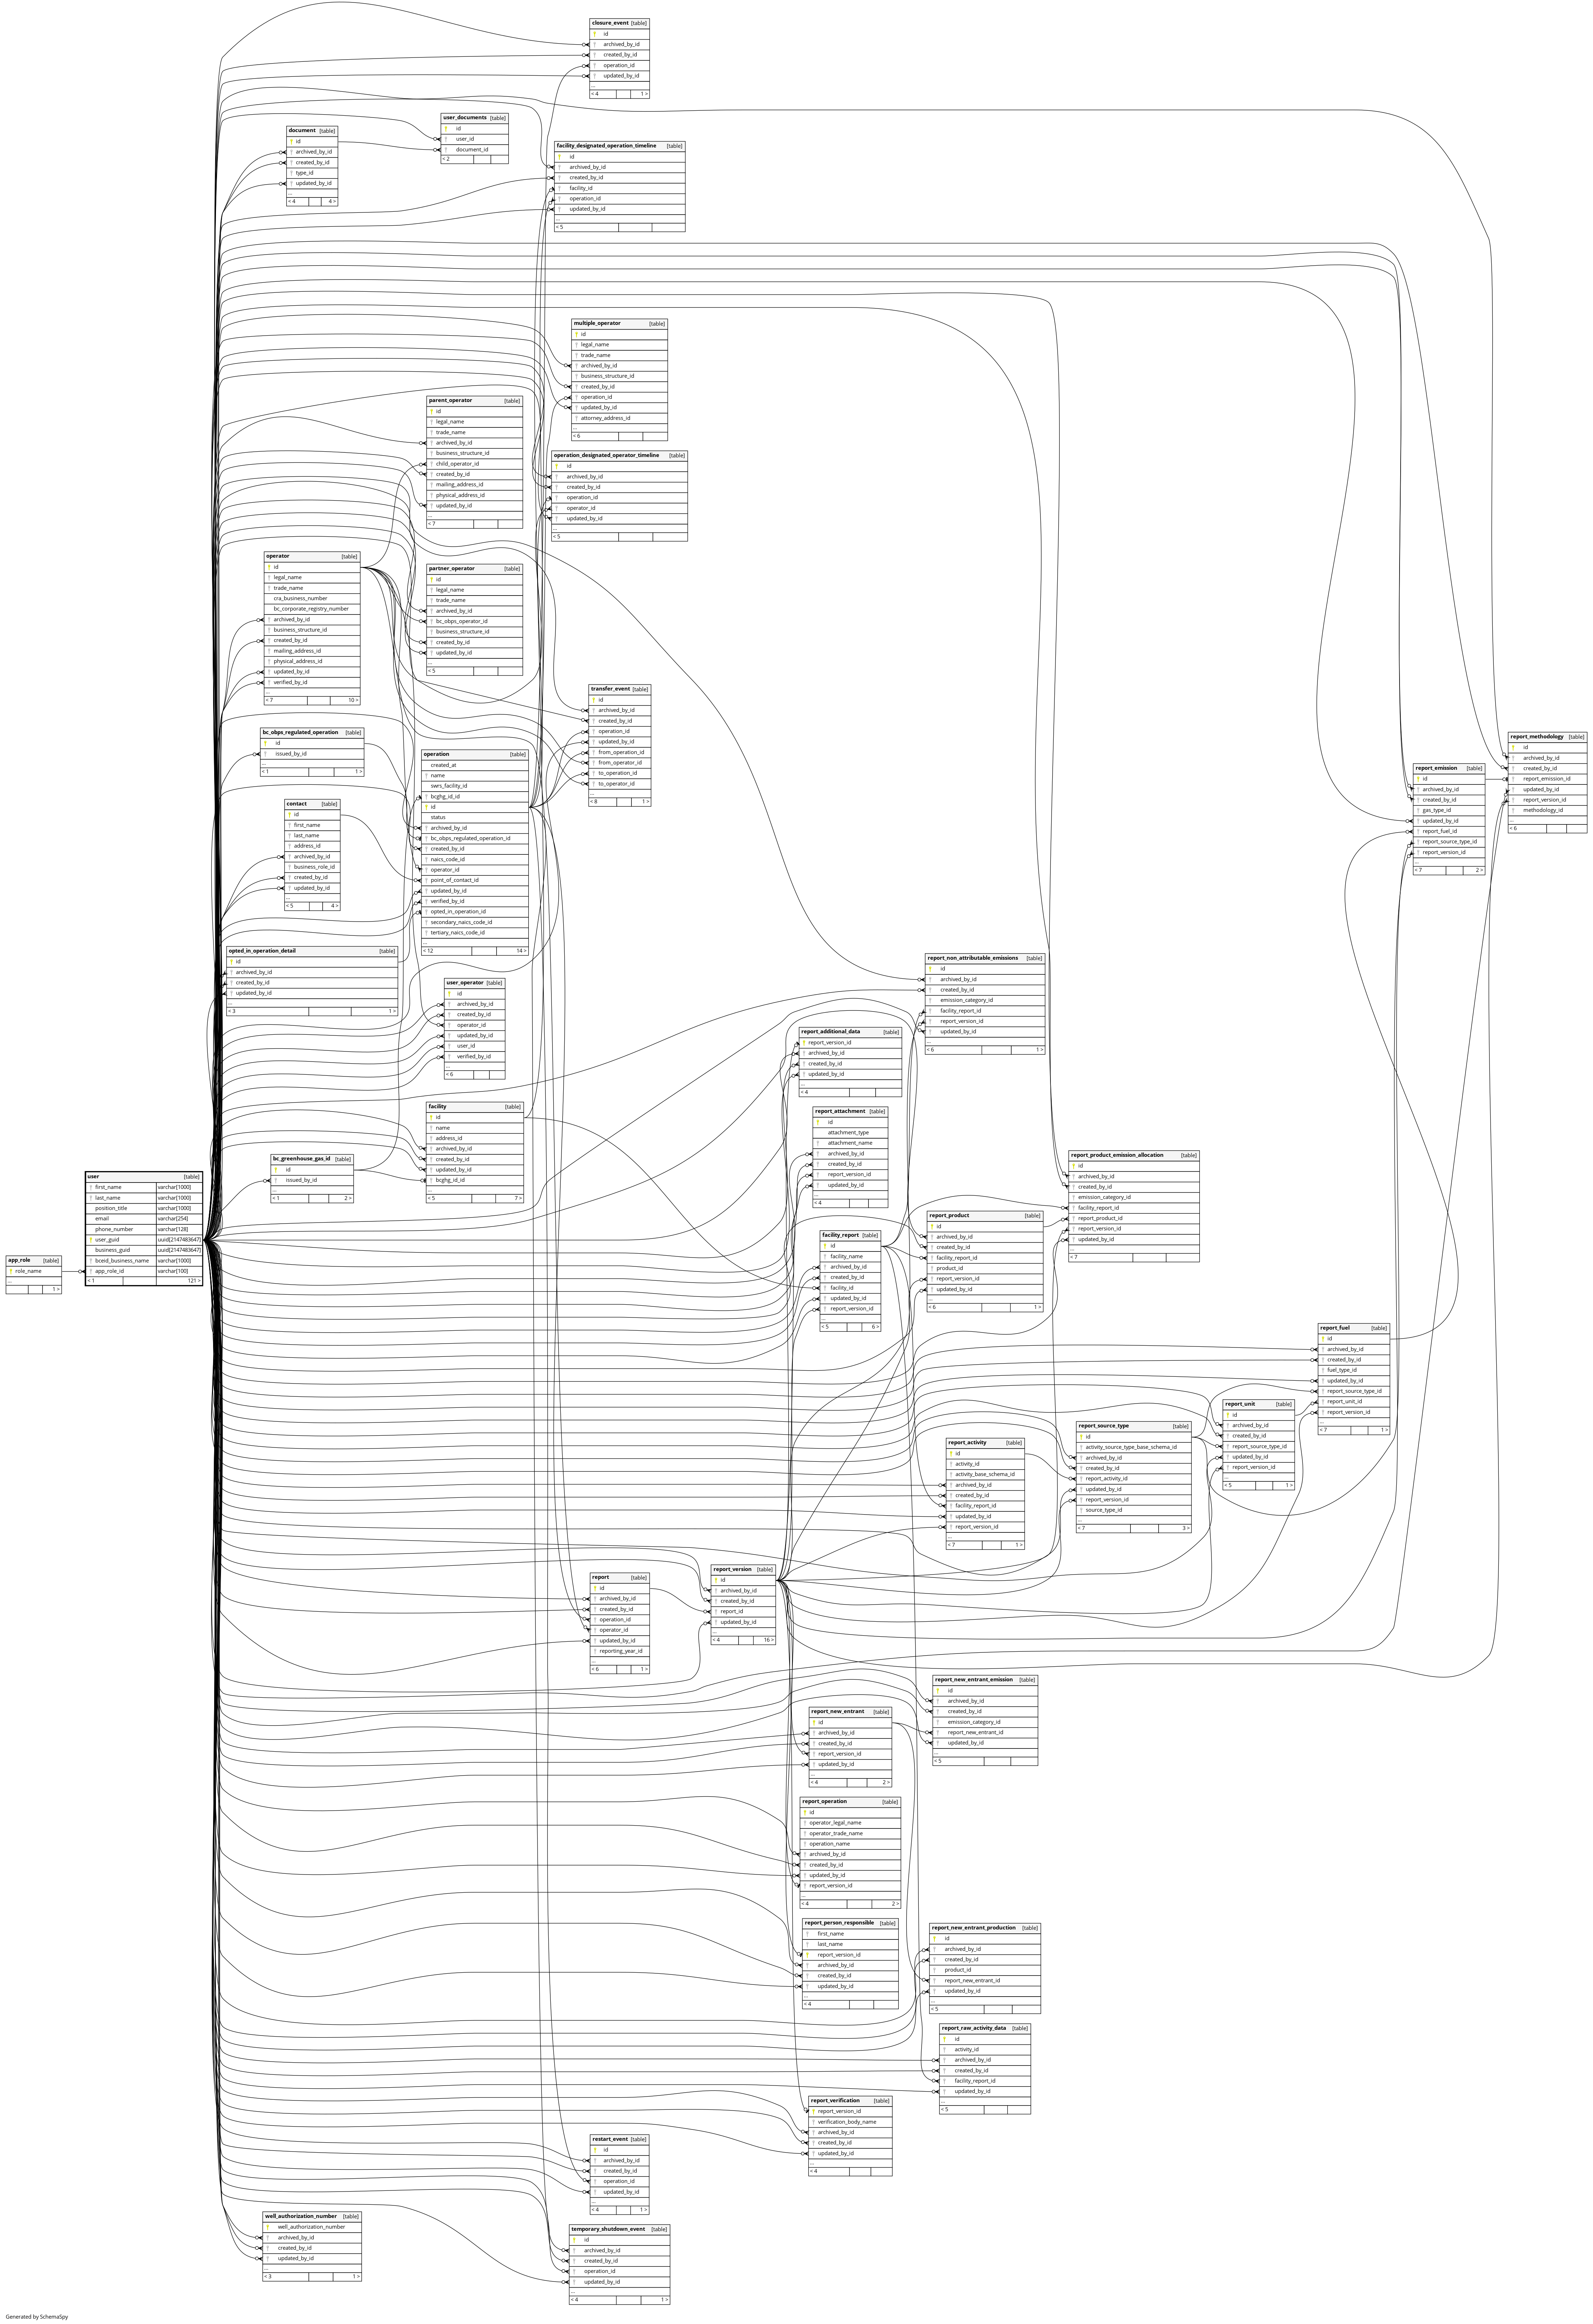 closure_event [table]
id
archived_by_id
created_by_id
operation_id
updated_by_id
...
< 4 1 >
user_documents [table]
id
user_id
document_id
< 2
document [table]
id
archived_by_id
created_by_id
type_id
updated_by_id
...
< 4 4 >
facility_designated_operation_timeline [table]
id
archived_by_id
created_by_id
facility_id
operation_id
updated_by_id
...
< 5
multiple_operator [table]
id
legal_name
trade_name
archived_by_id
business_structure_id
created_by_id
operation_id
updated_by_id
attorney_address_id
...
< 6
parent_operator [table]
id
legal_name
trade_name
archived_by_id
business_structure_id
child_operator_id
created_by_id
mailing_address_id
physical_address_id
updated_by_id
...
< 7
operation_designated_operator_timeline [table]
id
archived_by_id
created_by_id
operation_id
operator_id
updated_by_id
...
< 5
operator [table]
id
legal_name
trade_name
cra_business_number
bc_corporate_registry_number
archived_by_id
business_structure_id
created_by_id
mailing_address_id
physical_address_id
updated_by_id
verified_by_id
...
< 7 10 >
partner_operator [table]
id
legal_name
trade_name
archived_by_id
bc_obps_operator_id
business_structure_id
created_by_id
updated_by_id
...
< 5
transfer_event [table]
id
archived_by_id
created_by_id
operation_id
updated_by_id
from_operation_id
from_operator_id
to_operation_id
to_operator_id
...
< 8 1 >
bc_obps_regulated_operation [table]
id
issued_by_id
...
< 1 1 >
operation [table]
created_at
name
swrs_facility_id
bcghg_id_id
id
status
archived_by_id
bc_obps_regulated_operation_id
created_by_id
naics_code_id
operator_id
point_of_contact_id
updated_by_id
verified_by_id
opted_in_operation_id
secondary_naics_code_id
tertiary_naics_code_id
...
< 12 14 >
report_methodology [table]
id
archived_by_id
created_by_id
report_emission_id
updated_by_id
report_version_id
methodology_id
...
< 6
report_emission [table]
id
archived_by_id
created_by_id
gas_type_id
updated_by_id
report_fuel_id
report_source_type_id
report_version_id
...
< 7 2 >
contact [table]
id
first_name
last_name
address_id
archived_by_id
business_role_id
created_by_id
updated_by_id
...
< 5 4 >
opted_in_operation_detail [table]
id
archived_by_id
created_by_id
updated_by_id
...
< 3 1 >
user_operator [table]
id
archived_by_id
created_by_id
operator_id
updated_by_id
user_id
verified_by_id
...
< 6
report_non_attributable_emissions [table]
id
archived_by_id
created_by_id
emission_category_id
facility_report_id
report_version_id
updated_by_id
...
< 6 1 >
report_additional_data [table]
report_version_id
archived_by_id
created_by_id
updated_by_id
...
< 4
facility [table]
id
name
address_id
archived_by_id
created_by_id
updated_by_id
bcghg_id_id
...
< 5 7 >
report_attachment [table]
id
attachment_type
attachment_name
archived_by_id
created_by_id
report_version_id
updated_by_id
...
< 4
bc_greenhouse_gas_id [table]
id
issued_by_id
...
< 1 2 >
report_product_emission_allocation [table]
id
archived_by_id
created_by_id
emission_category_id
facility_report_id
report_product_id
report_version_id
updated_by_id
...
< 7
user [table]
first_name varchar[1000]
last_name varchar[1000]
position_title varchar[1000]
email varchar[254]
phone_number varchar[128]
user_guid uuid[2147483647]
business_guid uuid[2147483647]
bceid_business_name varchar[1000]
app_role_id varchar[100]
< 1 121 >
app_role [table]
role_name
...
1 >
report_product [table]
id
archived_by_id
created_by_id
facility_report_id
product_id
report_version_id
updated_by_id
...
< 6 1 >
facility_report [table]
id
facility_name
archived_by_id
created_by_id
facility_id
updated_by_id
report_version_id
...
< 5 6 >
report_fuel [table]
id
archived_by_id
created_by_id
fuel_type_id
updated_by_id
report_source_type_id
report_unit_id
report_version_id
...
< 7 1 >
report_unit [table]
id
archived_by_id
created_by_id
report_source_type_id
updated_by_id
report_version_id
...
< 5 1 >
report_source_type [table]
id
activity_source_type_base_schema_id
archived_by_id
created_by_id
report_activity_id
updated_by_id
report_version_id
source_type_id
...
< 7 3 >
report_activity [table]
id
activity_id
activity_base_schema_id
archived_by_id
created_by_id
facility_report_id
updated_by_id
report_version_id
...
< 7 1 >
report_version [table]
id
archived_by_id
created_by_id
report_id
updated_by_id
...
< 4 16 >
report [table]
id
archived_by_id
created_by_id
operation_id
operator_id
updated_by_id
reporting_year_id
...
< 6 1 >
report_new_entrant_emission [table]
id
archived_by_id
created_by_id
emission_category_id
report_new_entrant_id
updated_by_id
...
< 5
report_new_entrant [table]
id
archived_by_id
created_by_id
report_version_id
updated_by_id
...
< 4 2 >
report_operation [table]
id
operator_legal_name
operator_trade_name
operation_name
archived_by_id
created_by_id
updated_by_id
report_version_id
...
< 4 2 >
report_person_responsible [table]
first_name
last_name
report_version_id
archived_by_id
created_by_id
updated_by_id
...
< 4
report_new_entrant_production [table]
id
archived_by_id
created_by_id
product_id
report_new_entrant_id
updated_by_id
...
< 5
report_raw_activity_data [table]
id
activity_id
archived_by_id
created_by_id
facility_report_id
updated_by_id
...
< 5
report_verification [table]
report_version_id
verification_body_name
archived_by_id
created_by_id
updated_by_id
...
< 4
restart_event [table]
id
archived_by_id
created_by_id
operation_id
updated_by_id
...
< 4 1 >
well_authorization_number [table]
well_authorization_number
archived_by_id
created_by_id
updated_by_id
...
< 3 1 >
temporary_shutdown_event [table]
id
archived_by_id
created_by_id
operation_id
updated_by_id
...
< 4 1 >
Generated by SchemaSpy